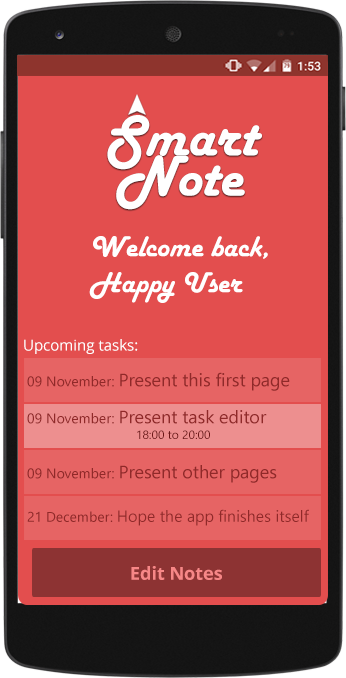 1:53
Smart
Note
Welcome back,
Happy User
Upcoming tasks:
09 November: Present this first page
09 November: Present task editor
18:00 to 20:00
09 November: Present other pages
21 December: Hope the app finishes itself
Edit Notes